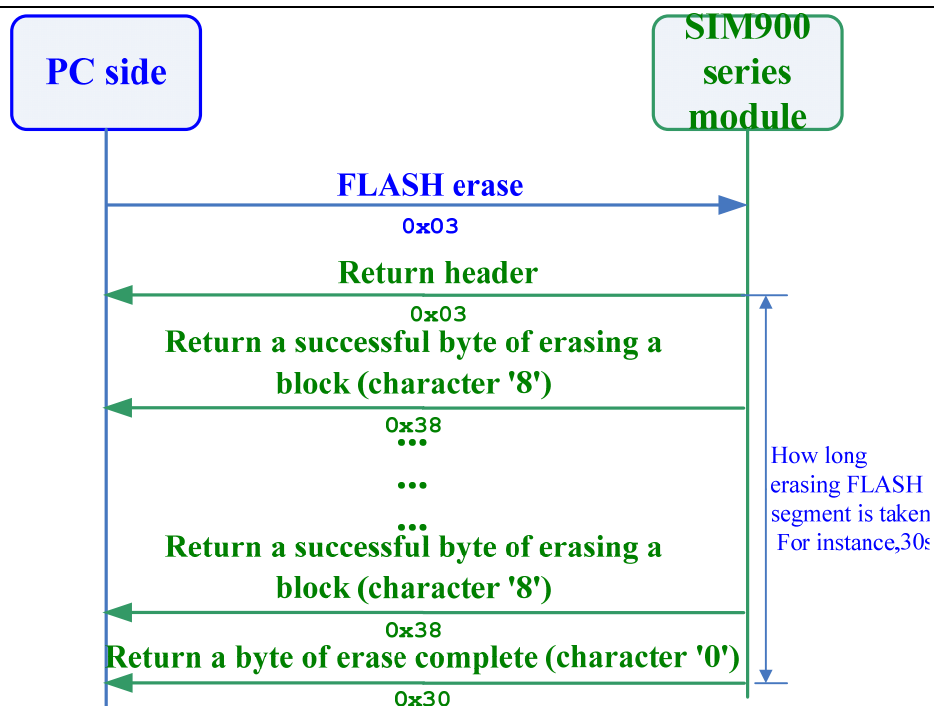 PC side
SIM900
series
module
FLASH erase
0x03
Return header
0x03
Return a successful byte of erasing a
block (character '8')
0x38
...
...
...
How long
erasing FLASH
segment is taken
For instance,30s
Return a successful byte of erasing a
block (character '8')
0x38
Return a byte of erase complete (character '0')
0x30